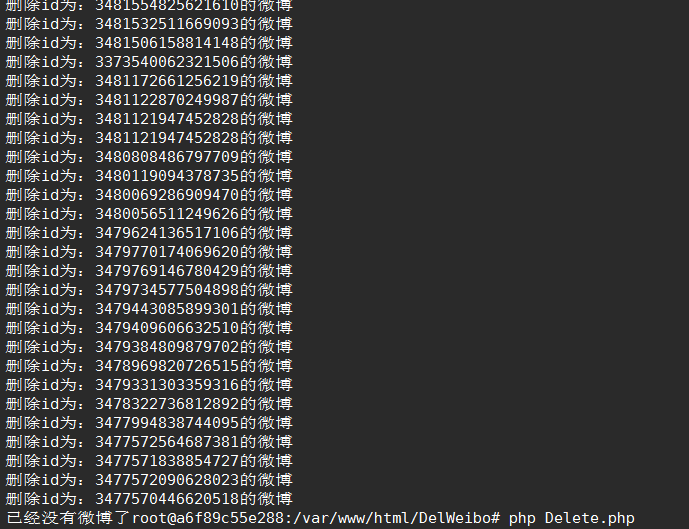 删除id为: 3481554825621610的微博
删除id为: 3481532511669093的微博
删除id为: 3481506158814148的微博
删除id为: 3373540062321506的微博
删除id为: 3481172661256219的微博
删除id为: 3481122870249987的微博
删除id为: 3481121947452828的微博
删除id为: 3481121947452828的微博
删除id为: 3480808486797709的微博
删除id为: 3480119094378735的微博
删除id为: 3480069286909470的微博
删除id为: 3480056511249626的微博
删除id为: 3479624136517106的微博
删除id为: 3479770174069620的微博
删除id为: 3479769146780429的微博
删除id为: 3479734577504898的微博
删除id为: 3479443085899301的微博
删除id为: 3479409606632510的微博
删除id为: 3479384809879702的微博
删除id为: 3478969820726515的微博
删除id为: 3479331303359316的微博
删除id为: 3478322736812892的微博
删除id为: 3477994838744095的微博
删除id为: 3477572564687381的微博
删除id为: 3477571838854727的微博
删除id为: 3477572090628023的微博
删除id为: 3477570446620518的微博
已经没有微博了root@a6f89c55e288:/var/www/html/DelWeibo# php Delete.php